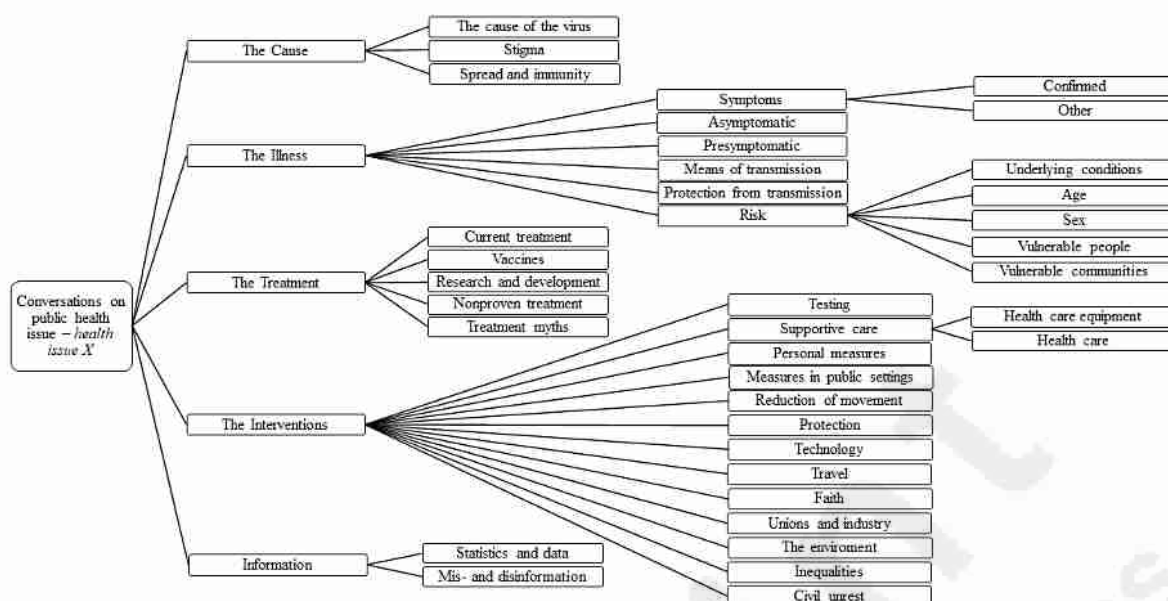 Conversations on
public health
issue – health
issue X
The Cause
The cause of the virus
Stigma
Spread and immunity
The Illness
Symptoms
Confirmed
Other
Asymptomatic
Presymptomatic
Means of transmission
Protection from transmission
Risk
Underlying conditions
Age
Sex
Vulnerable people
Vulnerable communities
The Treatment
Current treatment
Vaccines
Research and development
Nonproven treatment
Treatment myths
The Interventions
Testing
Supportive care
Health care equipment
Health care
Personal measures
Measures in public settings
Reduction of movement
Protection
Technology
Travel
Faith
Unions and industry
The enviroment
Inequalities
Civil unrest
Information
Statistics and data
Mis- and disinformation